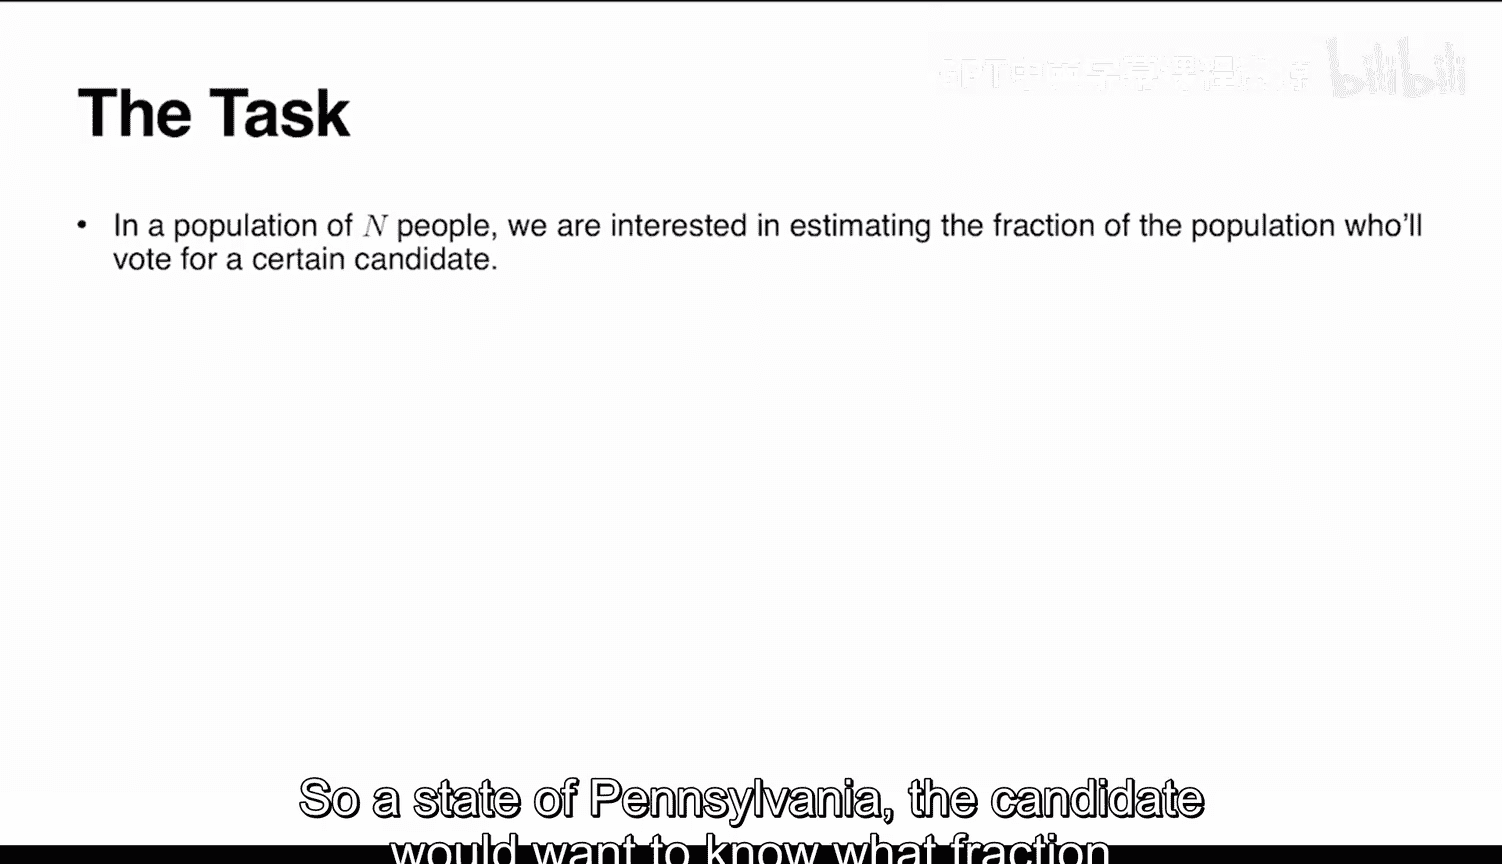 The Task
• In a population of N people, we are interested in estimating the fraction of the population who'll
vote for a certain candidate.
bilibili
So a state of Pennsylvania, the candidate
would want to know what fraction